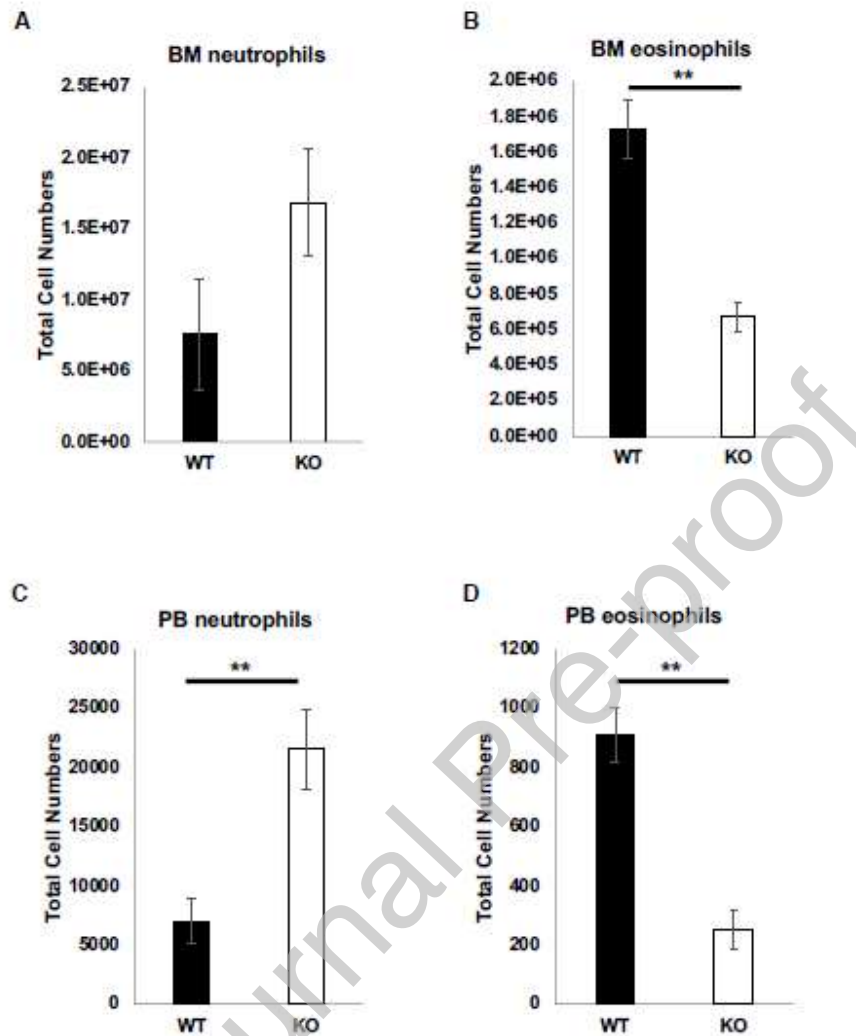 A
BM neutrophils
Total Cell Numbers
2.5E+07
2.0E+07
1.5E+07
1.0E+07
5.0E+06
0.0E+00
WT KO
B
BM eosinophils
**
Total Cell Numbers
2.0E+06
1.8E+06
1.6E+06
1.4E+06
1.2E+06
1.0E+06
8.0E+05
6.0E+05
4.0E+05
2.0E+05
0.0E+00
WT KO
C
PB neutrophils
**
Total Cell Numbers
30000
25000
20000
15000
10000
5000
0
WT KO
D
PB eosinophils
**
Total Cell Numbers
1200
1000
800
600
400
200
0
WT KO
urnal Pre-proof